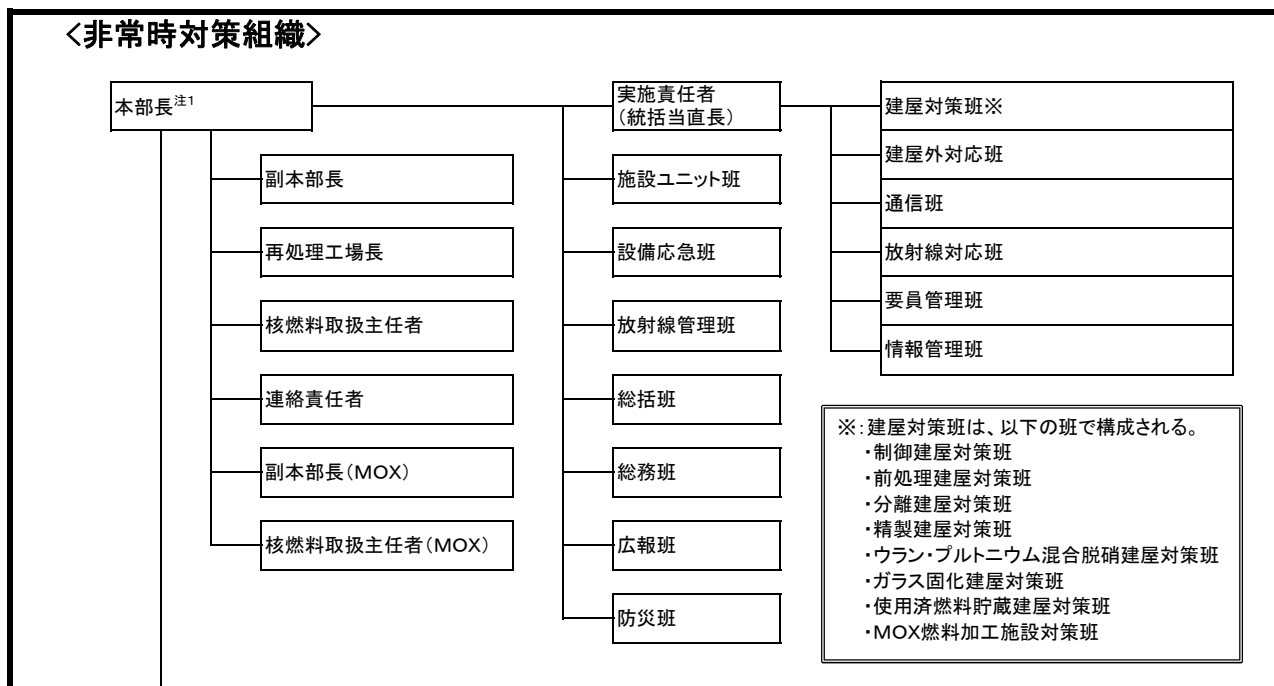 <非常時対策組織>
本部長注1
副本部長
再処理工場長
核燃料取扱主任者
連絡責任者
副本部長(MOX)
核燃料取扱主任者(MOX)
実施責任者
(統括当直長)
施設ユニット班
設備応急班
放射線管理班
総括班
総務班
広報班
防災班
建屋対策班※
建屋外対応班
通信班
放射線対応班
要員管理班
情報管理班
※:建屋対策班は、以下の班で構成される。
・制御建屋対策班
・前処理建屋対策班
・分離建屋対策班
・精製建屋対策班
・ウラン・プルトニウム混合脱硝建屋対策班
・ガラス固化建屋対策班
・使用済燃料貯蔵建屋対策班
・MOX燃料加工施設対策班